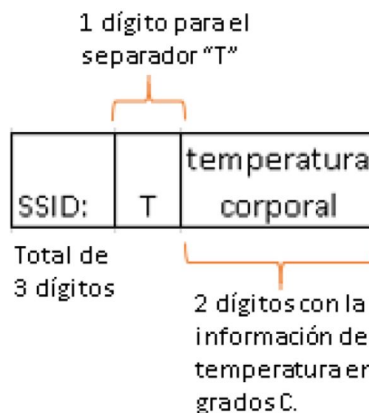 1 dígito para el
separador “T”
SSID:
T
temperatura
corporal
Total de
3 dígitos
2 dígitos con la
información de
temperatura en
grados C.